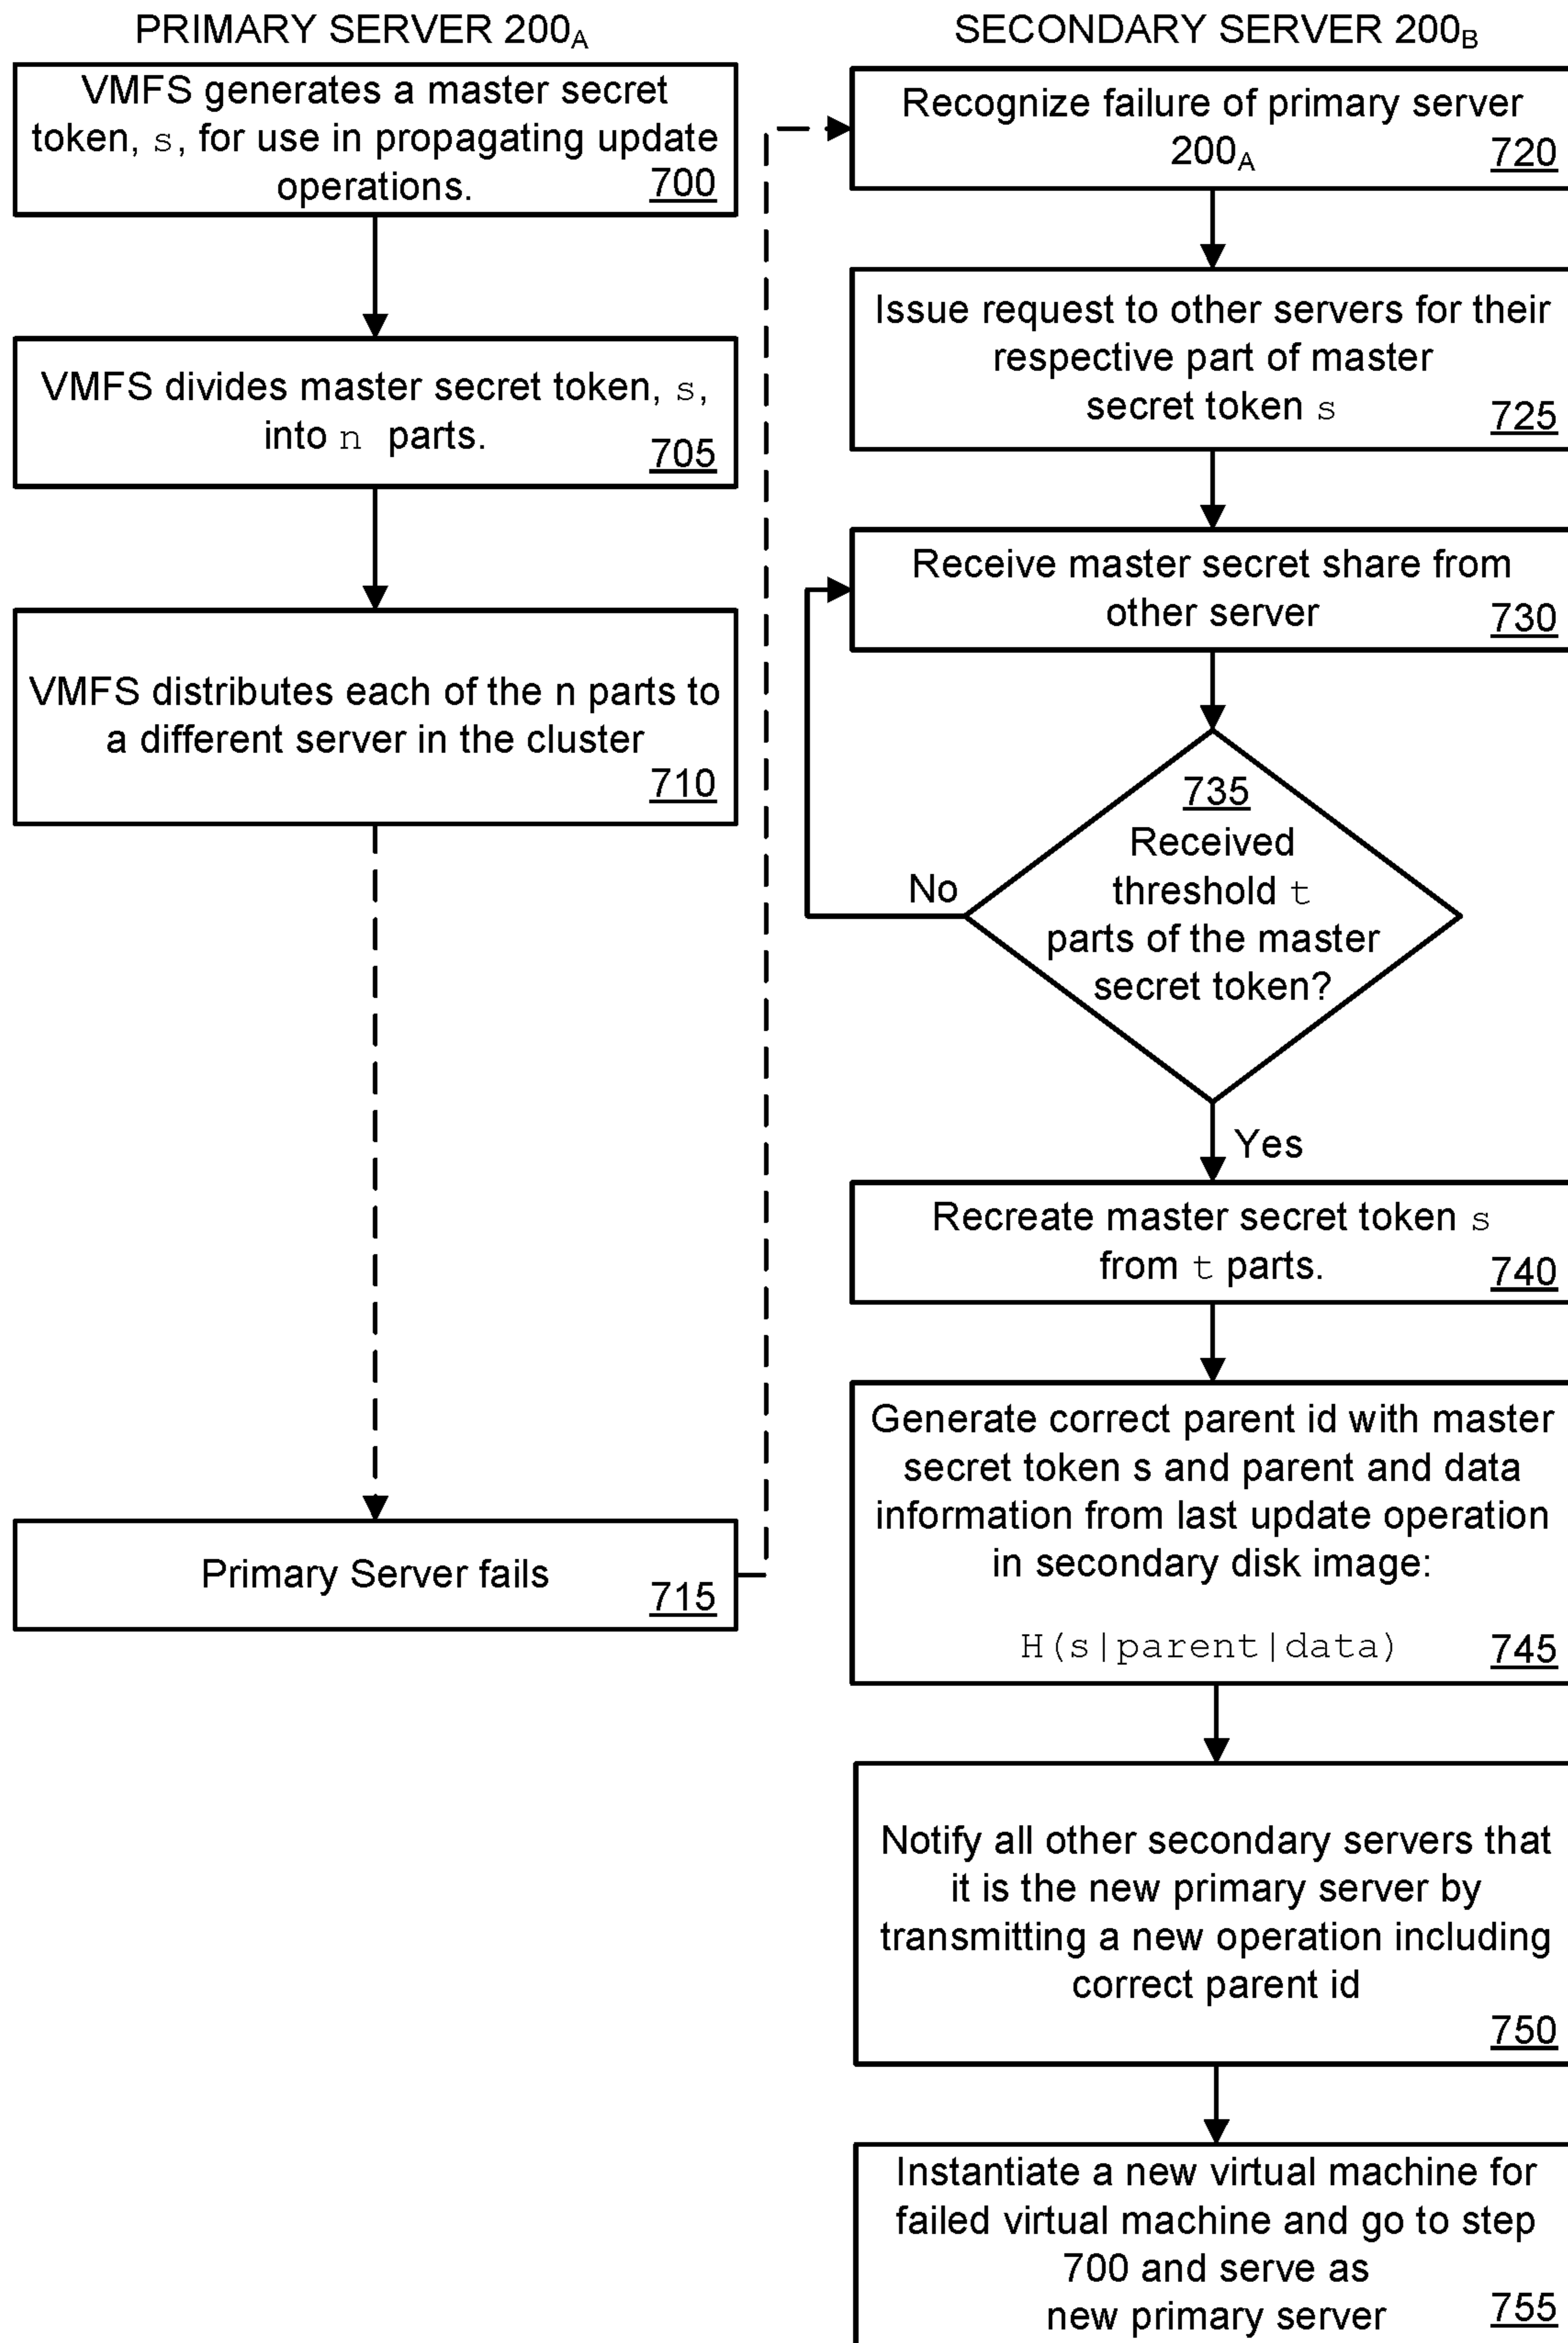 PRIMARY SERVER 200A
VMFS generates a master secret
token, s, for use in propagating update
operations.
700
VMFS divides master secret token, s,
into n parts.
705
VMFS distributes each of the n parts to
a different server in the cluster
710
Primary Server fails
715
SECONDARY SERVER 200B
Recognize failure of primary server
200A
720
Issue request to other servers for their
respective part of master
secret token s
725
Receive master secret share from
other server
730
735
Received
threshold t
parts of the master
secret token?
No
Yes
Recreate master secret token s
from t parts.
740
Generate correct parent id with master
secret token s and parent and data
information from last update operation
in secondary disk image:
H(s|parent|data)
745
Notify all other secondary servers that
it is the new primary server by
transmitting a new operation including
correct parent id
750
Instantiate a new virtual machine for
failed virtual machine and go to step
700 and serve as
new primary server
755